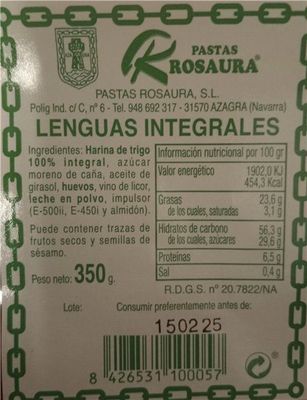 PASTAS
ROSAURA®
PASTAS ROSAURA, S.L.
Polig Ind. c/ C, nº 6 - Tel. 948 692 317 - 31570 AZAGRA (Navarra)
LENGUAS INTEGRALES
Ingredientes: Harina de trigo
100% integral, azúcar
moreno de caña, aceite de
girasol, huevos, vino de licor,
leche en polvo, impulsor
(E-500ii, E-450i y almidón).
Puede contener trazas de
frutos secos y semillas de
sésamo.
Peso neto: 350 g.
Información nutricional por 100 gr
Valor energético 1902,0 KJ
454,3 Kcal
Grasas 23,6 g
de los cuales, saturadas 3,1 g
Hidratos de carbono 56,3 g
de los cuales, azúcares 29,6 g
Proteínas 6,5 g
Sal 0,4 g
R.D.G.S. nº 20.7822/NA
Lote: Consumir preferentemente antes de:
150225
8 426531 100057